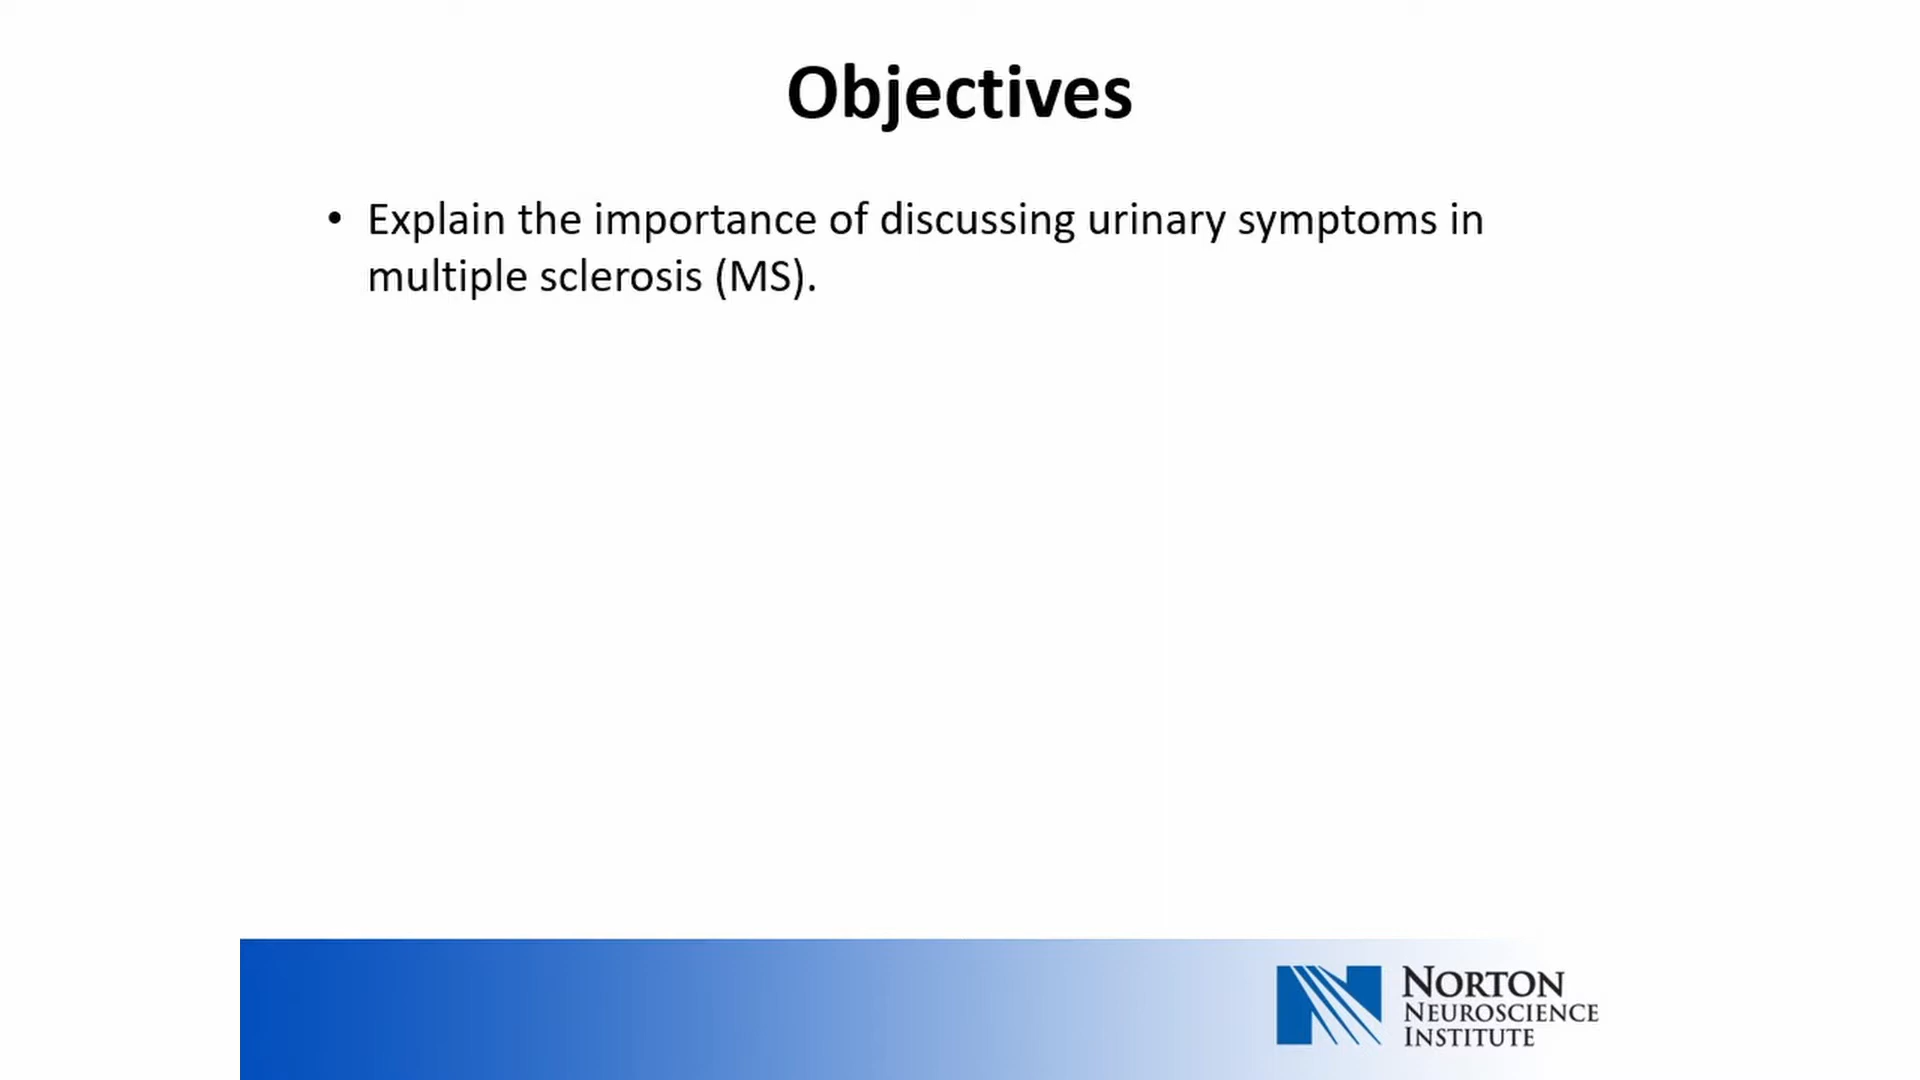 Objectives
• Explain the importance of discussing urinary symptoms in
multiple sclerosis (MS).
NORTON
NEUROSCIENCE
INSTITUTE